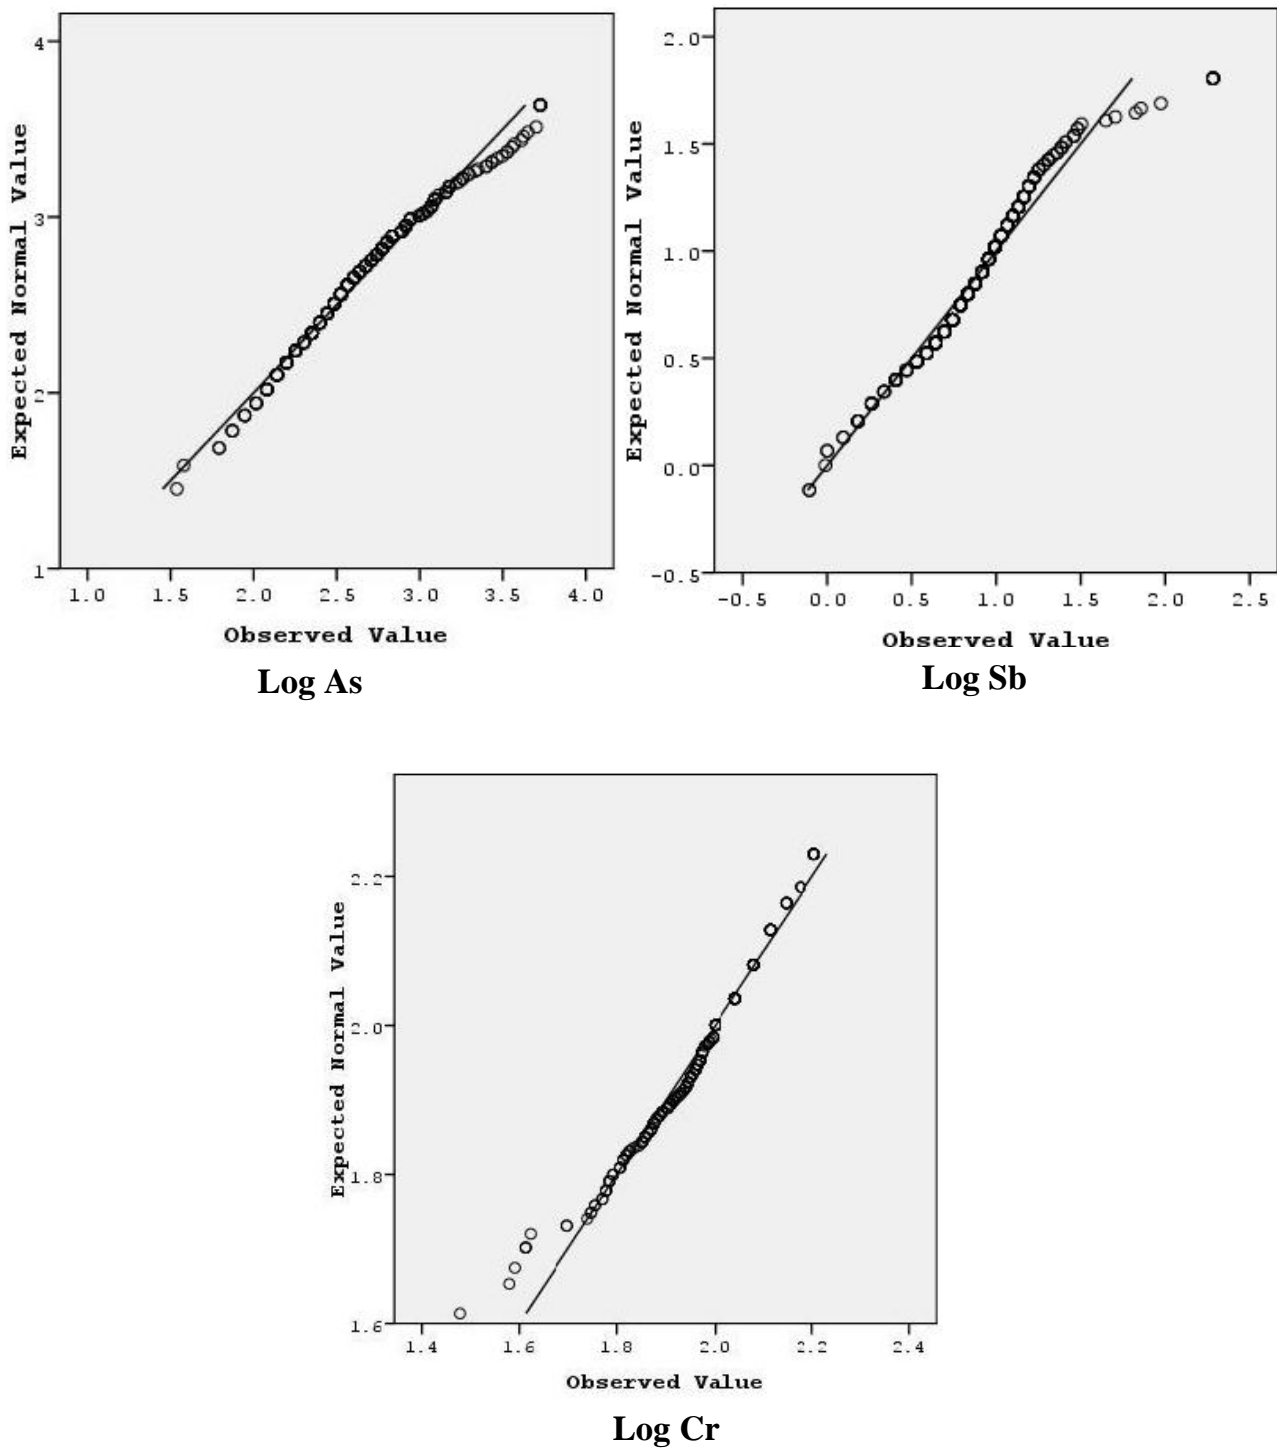 4
3
2
1
Expected Normal Value
1.0 1.5 2.0 2.5 3.0 3.5 4.0
Observed Value
Log As
2.0
1.5
1.0
0.5
0.0
-0.5
Expected Normal Value
-0.5 0.0 0.5 1.0 1.5 2.0 2.5
Observed Value
Log Sb
2.2
2.0
1.8
1.6
Expected Normal Value
1.4 1.6 1.8 2.0 2.2 2.4
Observed Value
Log Cr